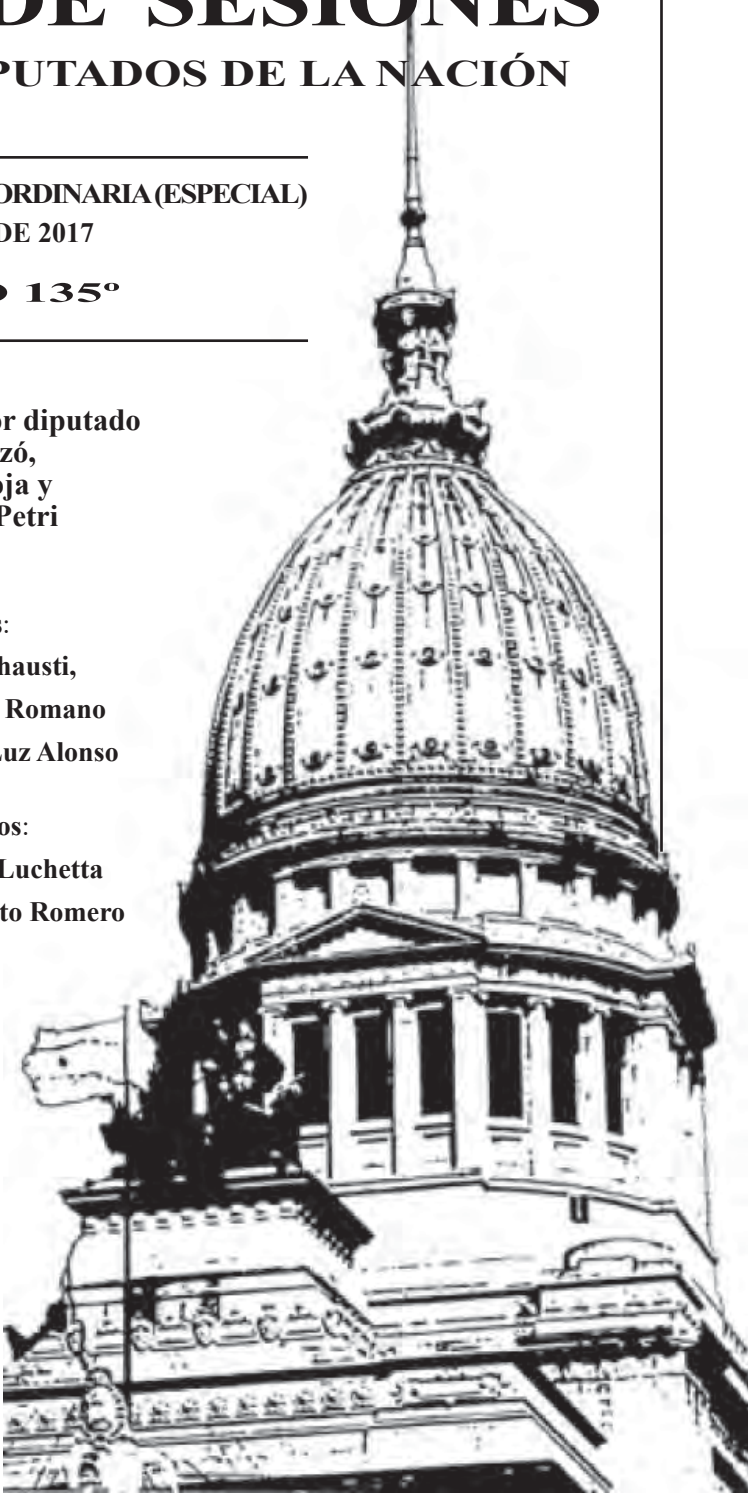 DE SESIONES
PUTADOS DE LA NACIÓN
ORDINARIA (ESPECIAL)
DE 2017
135º
or diputado
zó,
oja y
Petri
s:
hausti,
Romano
Luz Alonso
os:
Luchetta
to Romero